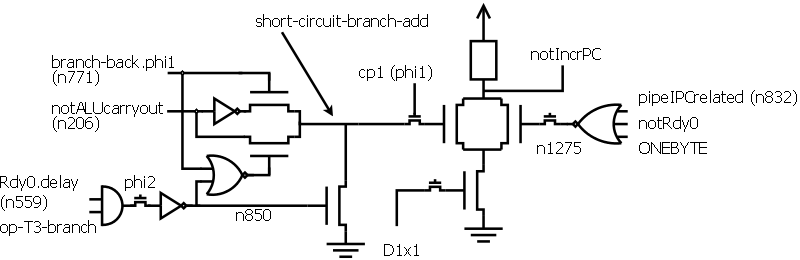 short-circuit-branch-add
branch-back.phi1
(n771)
notIncrPC
cp1 (phi1)
notALUcarryout
(n206)
pipeIPCrelated (n832)
notRdy0
ONEBYTE
n1275
Rdy0.delay
(n559)
phi2
op-T3-branch
n850
D1x1